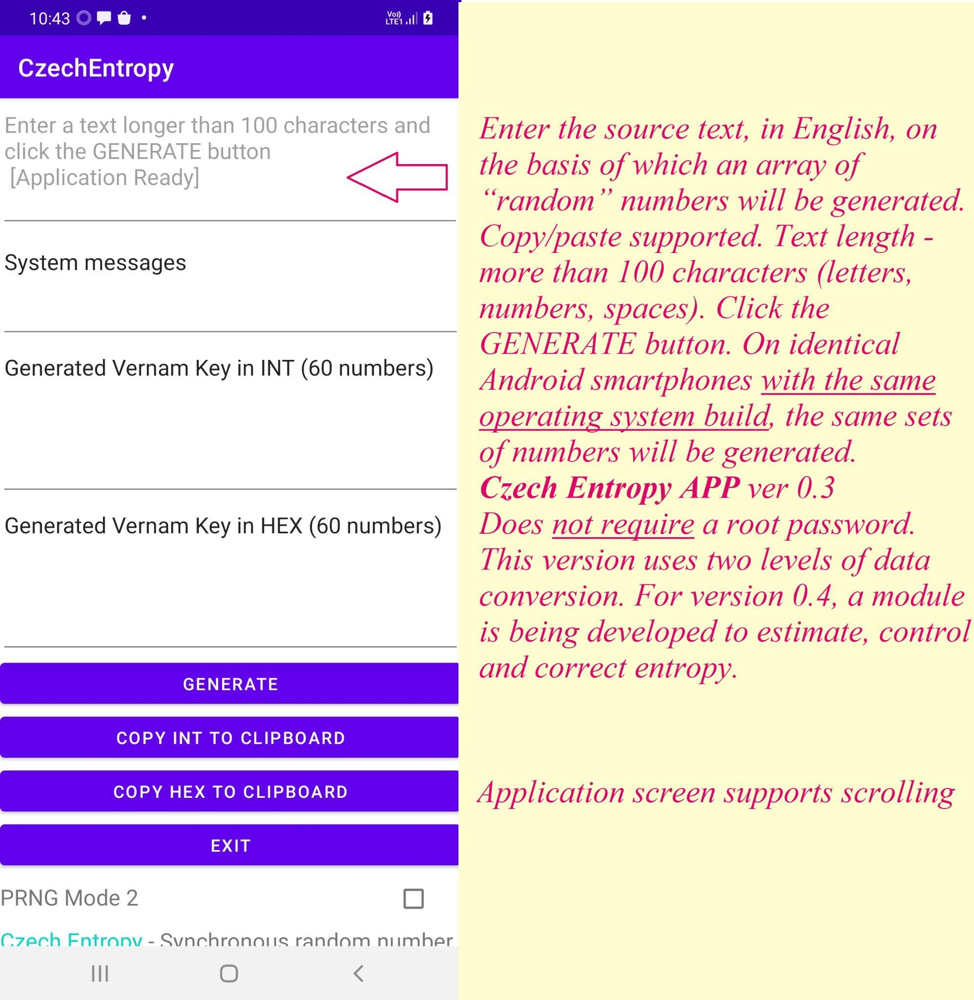 10:43
Vo))
LTE1
CzechEntropy
Enter a text longer than 100 characters and
click the GENERATE button
[Application Ready]
System messages
Generated Vernam Key in INT (60 numbers)
Generated Vernam Key in HEX (60 numbers)
GENERATE
COPY INT TO CLIPBOARD
COPY HEX TO CLIPBOARD
EXIT
PRNG Mode 2
Czech Entropy - Synchronous random number
Enter the source text, in English, on
the basis of which an array of
“random” numbers will be generated.
Copy/paste supported. Text length -
more than 100 characters (letters,
numbers, spaces). Click the
GENERATE button. On identical
Android smartphones with the same
operating system build, the same sets
of numbers will be generated.
Czech Entropy APP ver 0.3
Does not require a root password.
This version uses two levels of data
conversion. For version 0.4, a module
is being developed to estimate, control
and correct entropy.
Application screen supports scrolling